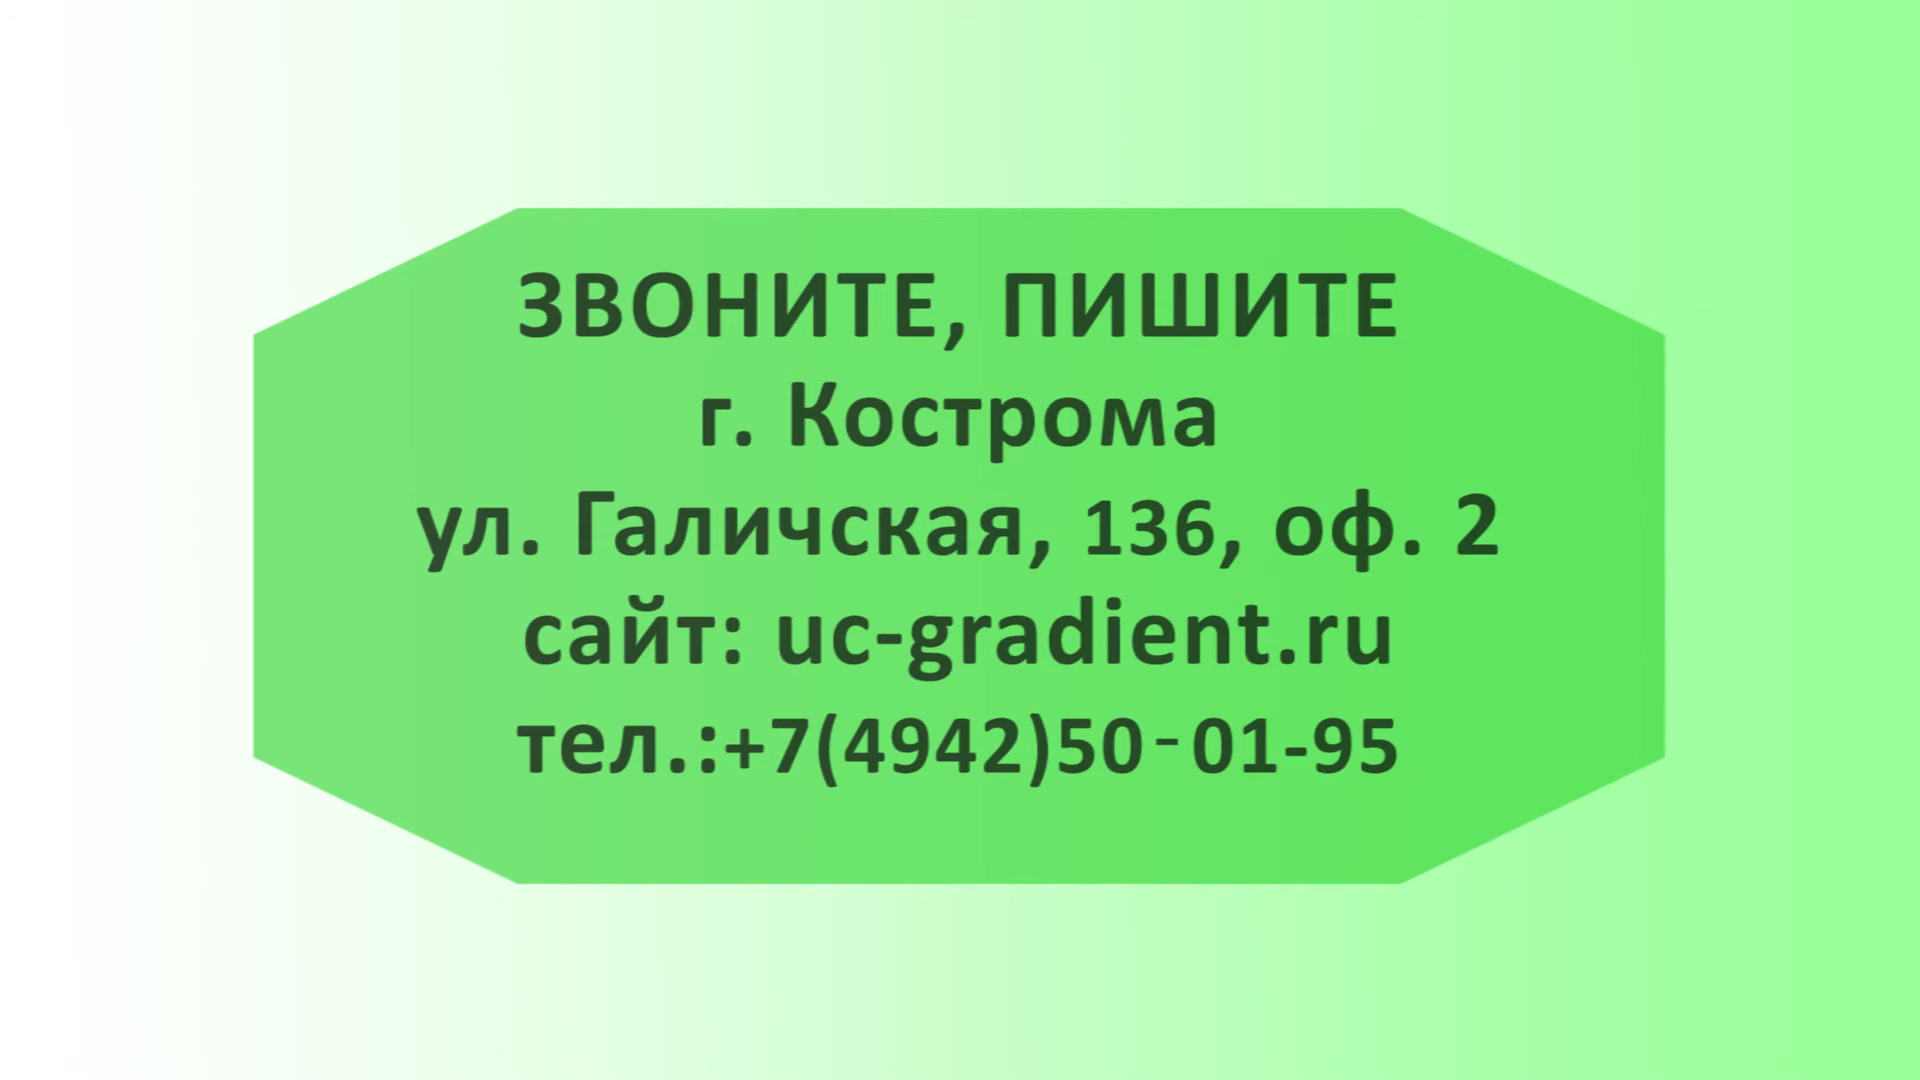 ЗВОНИТЕ, ПИШИТЕ
г. Кострома
ул. Галичская, 136, оф. 2
сайт: uc-gradient.ru
тел.:+7(4942)50-01-95